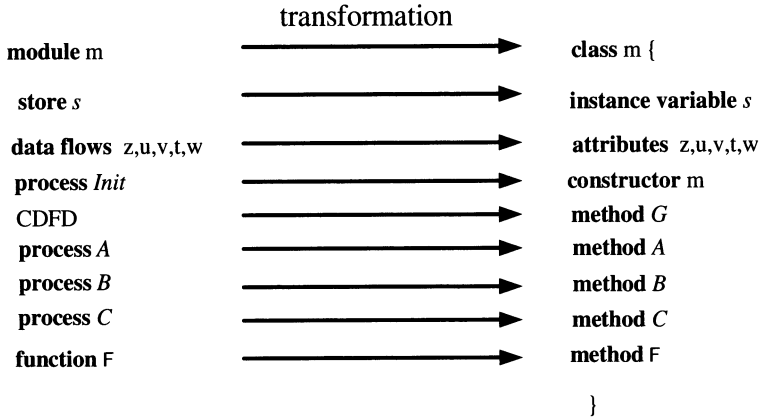 transformation
module m class m {
store s instance variable s
data flows z,u,v,t,w attributes z,u,v,t,w
process Init constructor m
CDFD method G
process A method A
process B method B
process C method C
function F method F
}